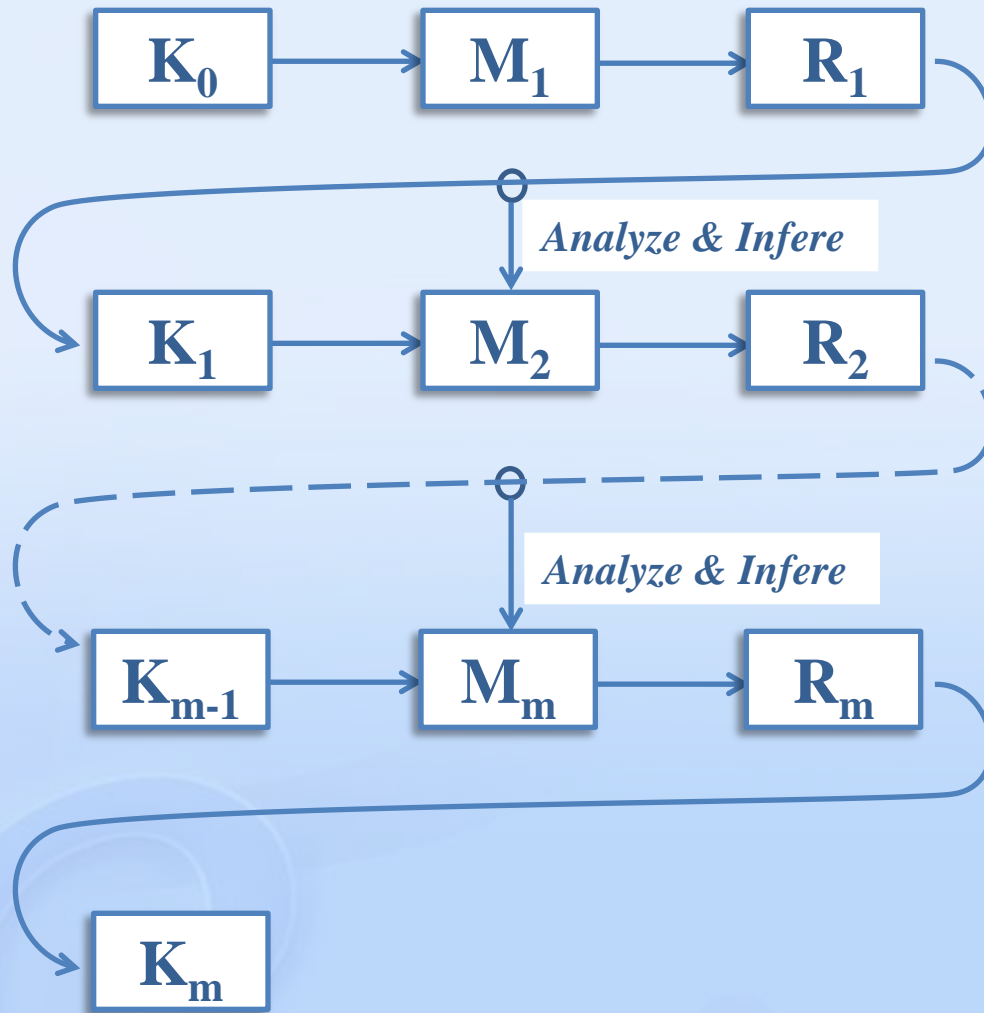 K₀ M₁ R₁
Analyze & Infere
K₁ M₂ R₂
Analyze & Infere
Kₘ₋₁ Mₘ Rₘ
Kₘ